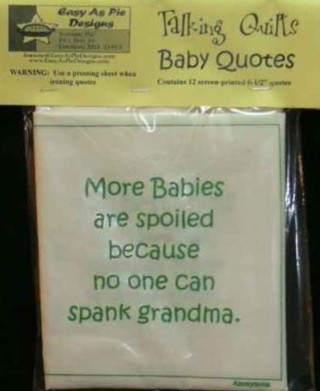 Easy As Pie
Designs
Talking Quilts
Baby Quotes
WARNING: Use a pressing sheet when
ironing quotes
Contains 12 screen-printed 6-1/2" quotes
More Babies
are spoiled
because
no one can
spank grandma.
Anonymous